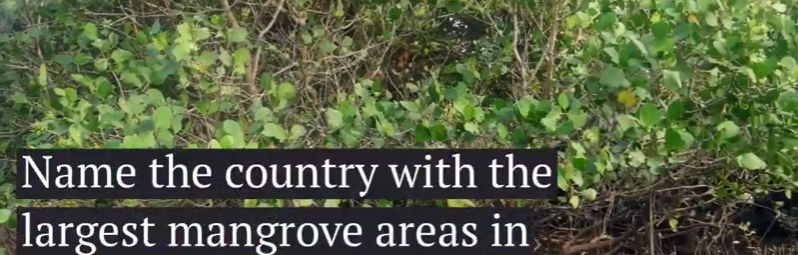 Name the country with the
largest mangrove areas in